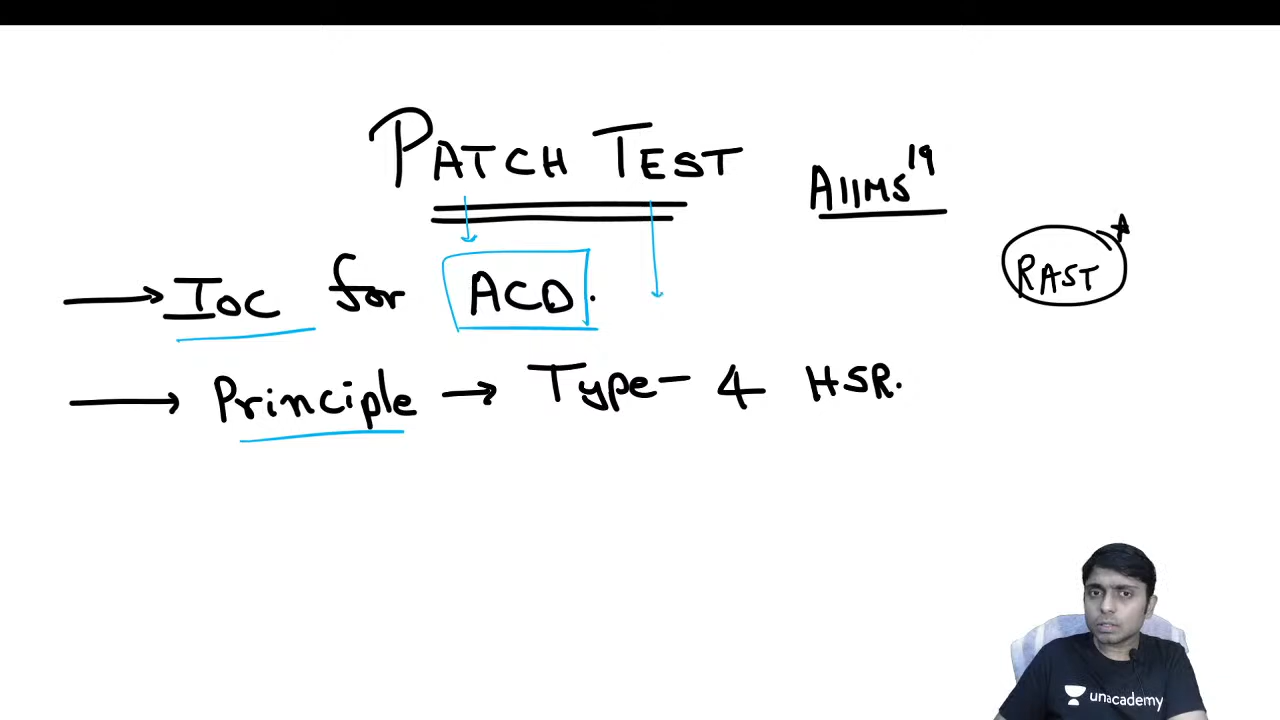 PATCH TEST
AIIMS 19
RAST
→ IOC for ACD.
→ Principle → Type- 4 HSR.
unacademy